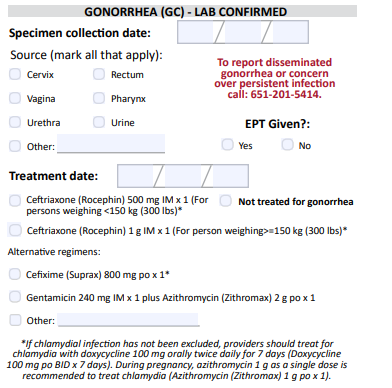 GONORRHEA (GC) - LAB CONFIRMED
Specimen collection date: / /
Source (mark all that apply):
Cervix Rectum
Vagina Pharynx
Urethra Urine
Other:
To report disseminated
gonorrhea or concern
over persistent infection
call: 651-201-5414.
EPT Given?:
Yes No
Treatment date: / /
Ceftriaxone (Rocephin) 500 mg IM x 1 (For
persons weighing <150 kg (300 lbs)*
Not treated for gonorrhea
Ceftriaxone (Rocephin) 1 g IM x 1 (For person weighing>=150 kg (300 lbs)*
Alternative regimens:
Cefixime (Suprax) 800 mg po x 1*
Gentamicin 240 mg IM x 1 plus Azithromycin (Zithromax) 2 g po x 1
Other:
*If chlamydial infection has not been excluded, providers should treat for
chlamydia with doxycycline 100 mg orally twice daily for 7 days (Doxycycline
100 mg po BID x 7 days). During pregnancy, azithromycin 1 g as a single dose is
recommended to treat chlamydia (Azithromycin (Zithromax) 1 g po x 1).